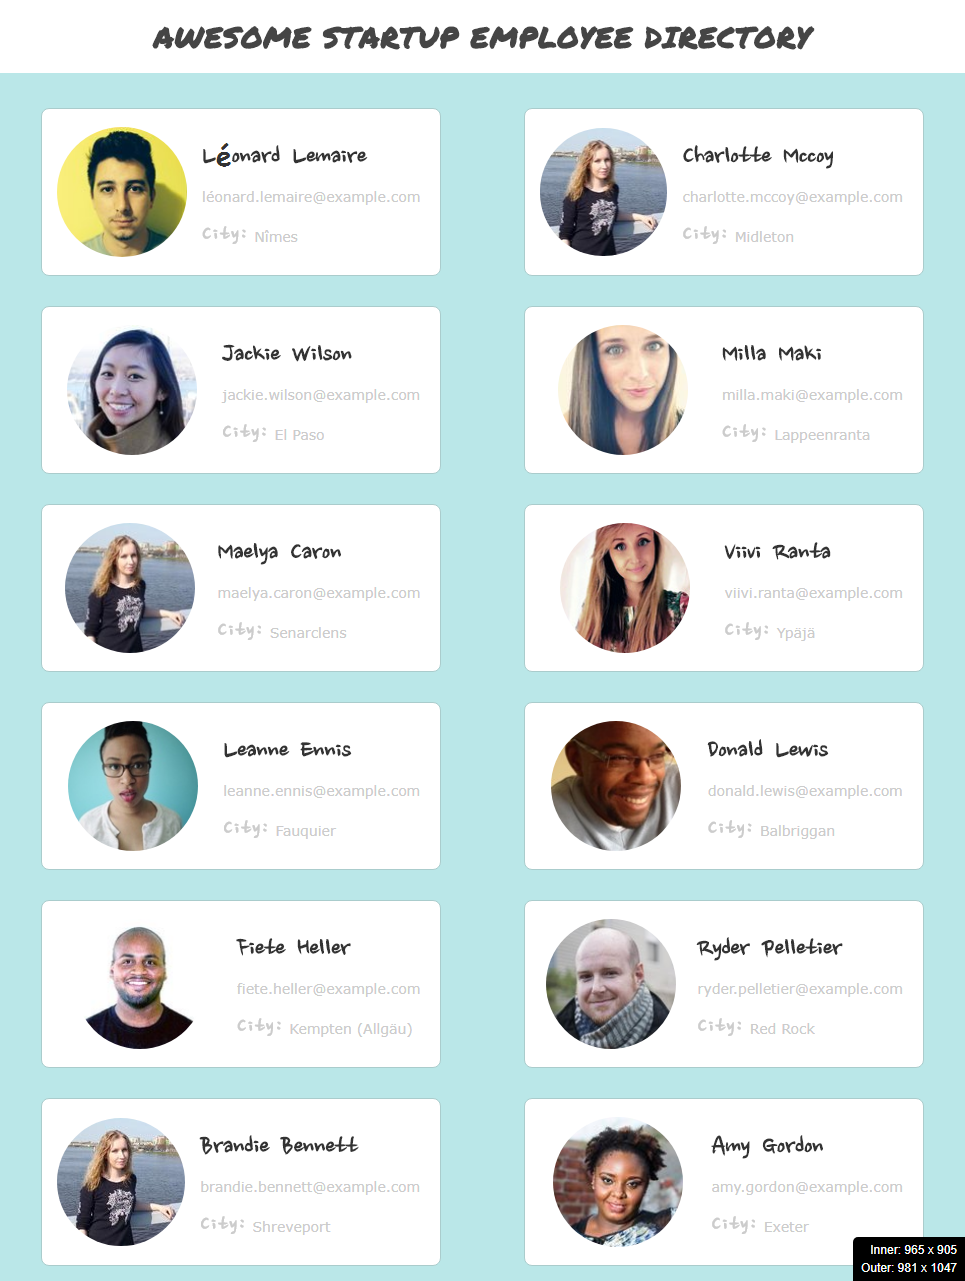 AWESOME STARTUP EMPLOYEE DIRECTORY
Léonard Lemaire
léonard.lemaire@example.com
City: Nîmes
Charlotte Mccoy
charlotte.mccoy@example.com
City: Midleton
Jackie Wilson
jackie.wilson@example.com
City: El Paso
Milla Maki
milla.maki@example.com
City: Lappeenranta
Maelya Caron
maelya.caron@example.com
City: Senarclens
Viivi Ranta
viivi.ranta@example.com
City: Ypäjä
Leanne Ennis
leanne.ennis@example.com
City: Fauquier
Donald Lewis
donald.lewis@example.com
City: Balbriggan
Fiete Heller
fiete.heller@example.com
City: Kempten (Allgäu)
Ryder Pelletier
ryder.pelletier@example.com
City: Red Rock
Brandie Bennett
brandie.bennett@example.com
City: Shreveport
Amy Gordon
amy.gordon@example.com
City: Exeter
Inner: 965 x 905
Outer: 981 x 1047